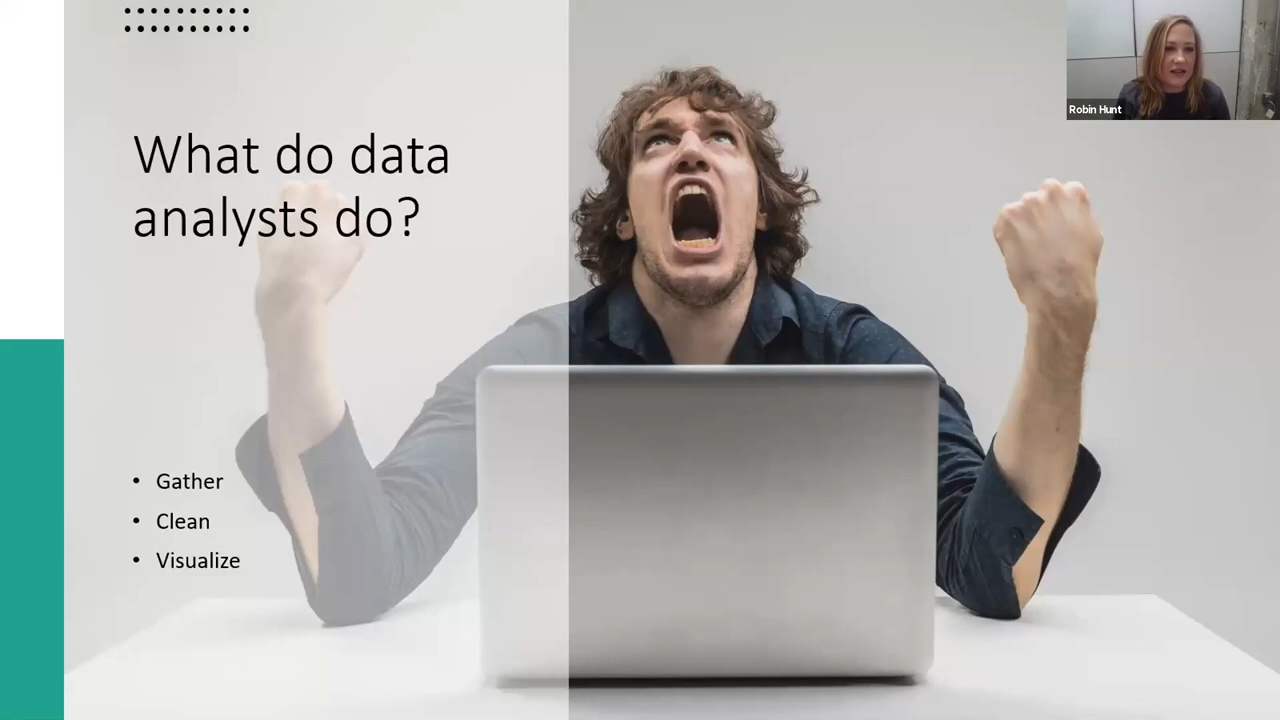 What do data
analysts do?
• Gather
• Clean
• Visualize
Robin Hunt